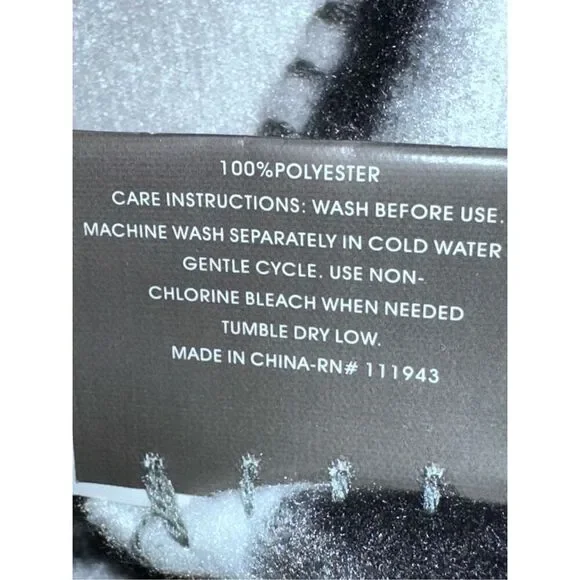 100%POLYESTER
CARE INSTRUCTIONS: WASH BEFORE USE.
MACHINE WASH SEPARATELY IN COLD WATER
GENTLE CYCLE. USE NON-
CHLORINE BLEACH WHEN NEEDED
TUMBLE DRY LOW.
MADE IN CHINA-RN# 111943